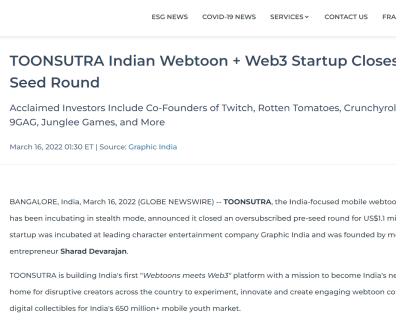 ESG NEWS COVID-19 NEWS SERVICES CONTACT US FRA
TOONSUTRA Indian Webtoon + Web3 Startup Closes
Seed Round
Acclaimed Investors Include Co-Founders of Twitch, Rotten Tomatoes, Crunchyrol
9GAG, Junglee Games, and More
March 16, 2022 01:30 ET | Source: Graphic India
BANGALORE, India, March 16, 2022 (GLOBE NEWSWIRE) -- TOONSUTRA, the India-focused mobile webtoo
has been incubating in stealth mode, announced it closed an oversubscribed pre-seed round for US$1.1 mi
startup was incubated at leading character entertainment company Graphic India and was founded by me
entrepreneur Sharad Devarajan.
TOONSUTRA is building India's first "Webtoons meets Web3" platform with a mission to become India's ne
home for disruptive creators across the country to experiment, innovate and create engaging webtoon co
digital collectibles for India's 650 million+ mobile youth market.